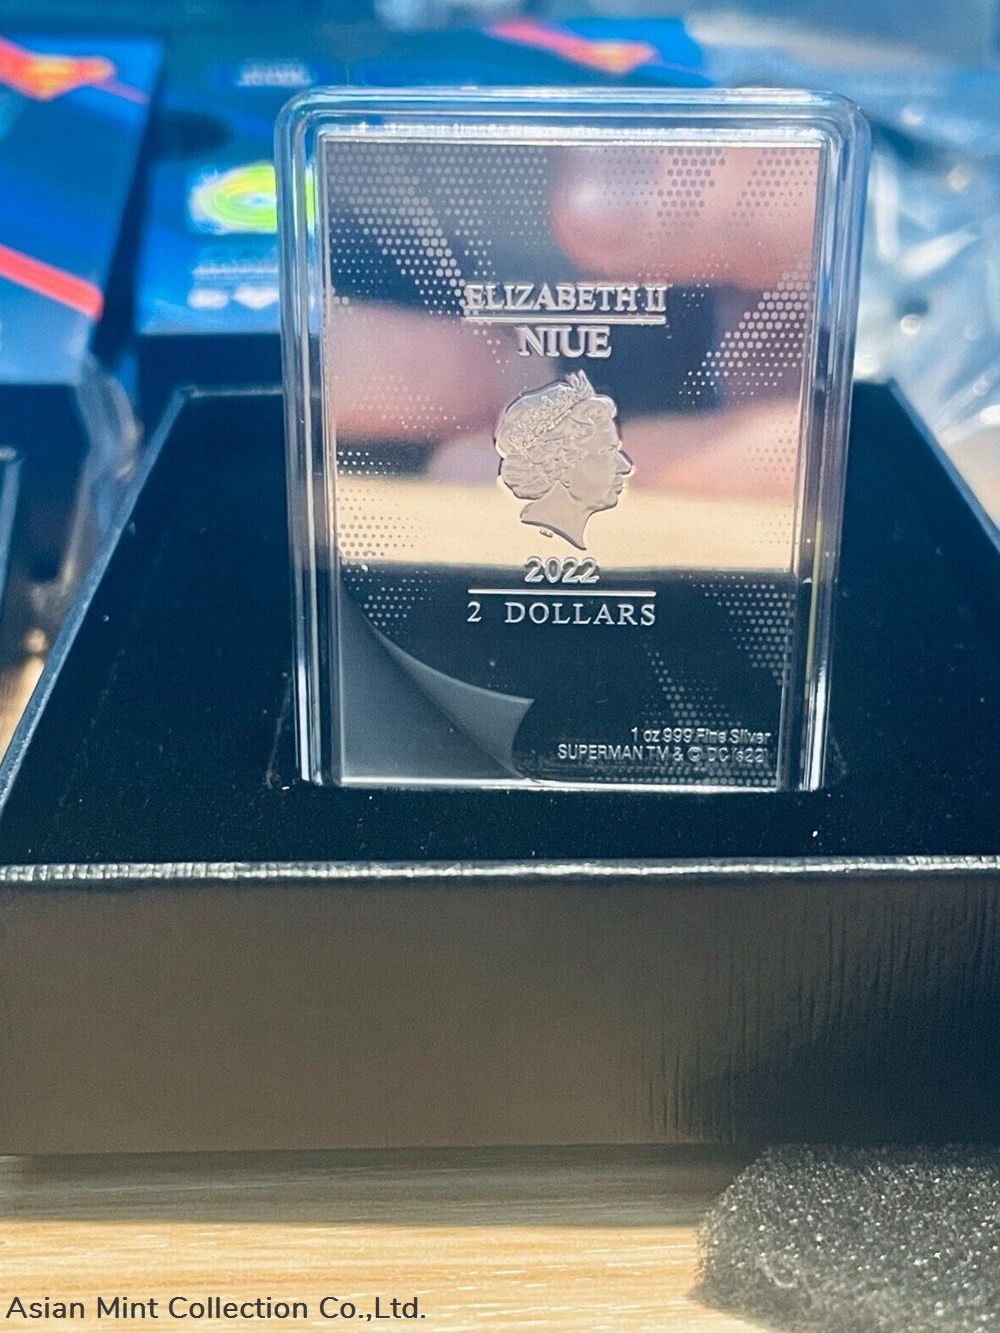 ELIZABETH II
NIUE
2022
2 DOLLARS
1 oz 999 Fine Silver
SUPERMAN TM & © DC (s22)
Asian Mint Collection Co.,Ltd.